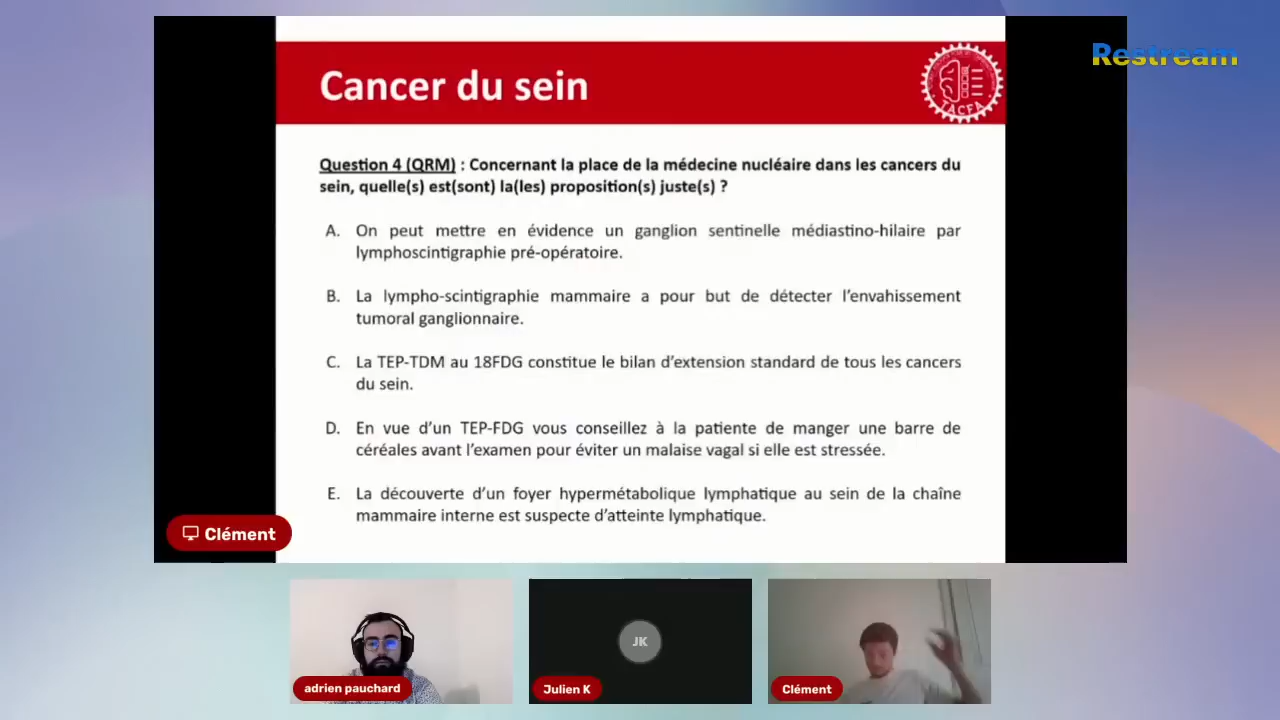 Restream
Cancer du sein
TACFA
Question 4 (QRM) : Concernant la place de la médecine nucléaire dans les cancers du
sein, quelle(s) est(sont) la(les) proposition(s) juste(s) ?
A. On peut mettre en évidence un ganglion sentinelle médiastino-hilaire par
lymphoscintigraphie pré-opératoire.
B. La lympho-scintigraphie mammaire a pour but de détecter l’envahissement
tumoral ganglionnaire.
C. La TEP-TDM au 18FDG constitue le bilan d’extension standard de tous les cancers
du sein.
D. En vue d’un TEP-FDG vous conseillez à la patiente de manger une barre de
céréales avant l’examen pour éviter un malaise vagal si elle est stressée.
E. La découverte d’un foyer hypermétabolique lymphatique au sein de la chaîne
mammaire interne est suspecte d’atteinte lymphatique.
Clément
JK
adrien pauchard
Julien K
Clément